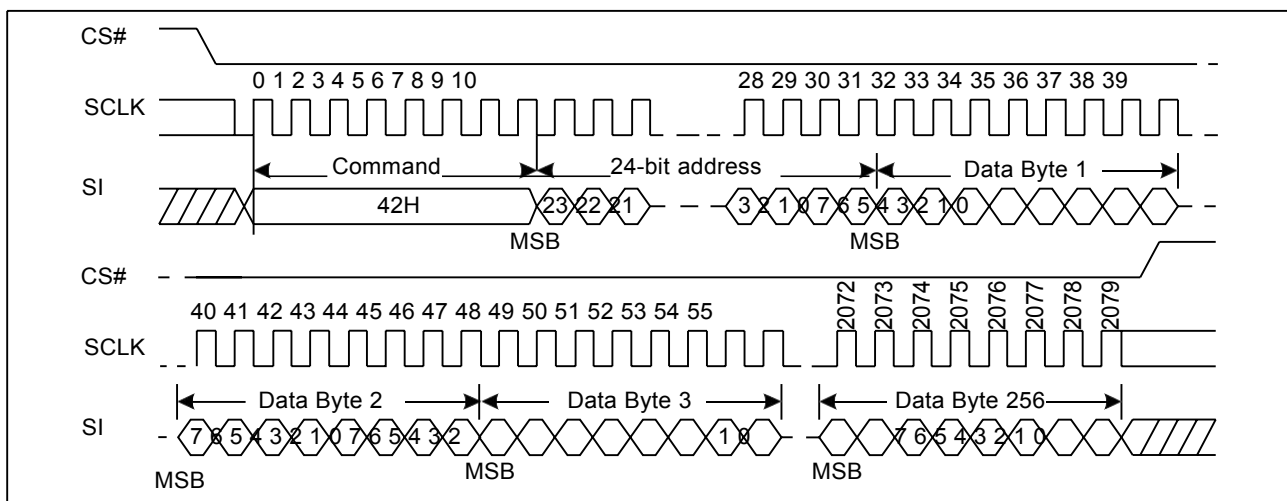 CS#
0 1 2 3 4 5 6 7 8 9 10 28 29 30 31 32 33 34 35 36 37 38 39
SCLK
Command 24-bit address Data Byte 1
SI
42H 23 22 21 3 2 1 0 7 6 5 4 3 2 1 0
MSB MSB
CS#
40 41 42 43 44 45 46 47 48 49 50 51 52 53 54 55 2072 2073 2074 2075 2076 2077 2078 2079
SCLK
Data Byte 2 Data Byte 3 Data Byte 256
SI
7 6 5 4 3 2 1 0 7 6 5 4 3 2 1 0 7 6 5 4 3 2 1 0
MSB MSB MSB